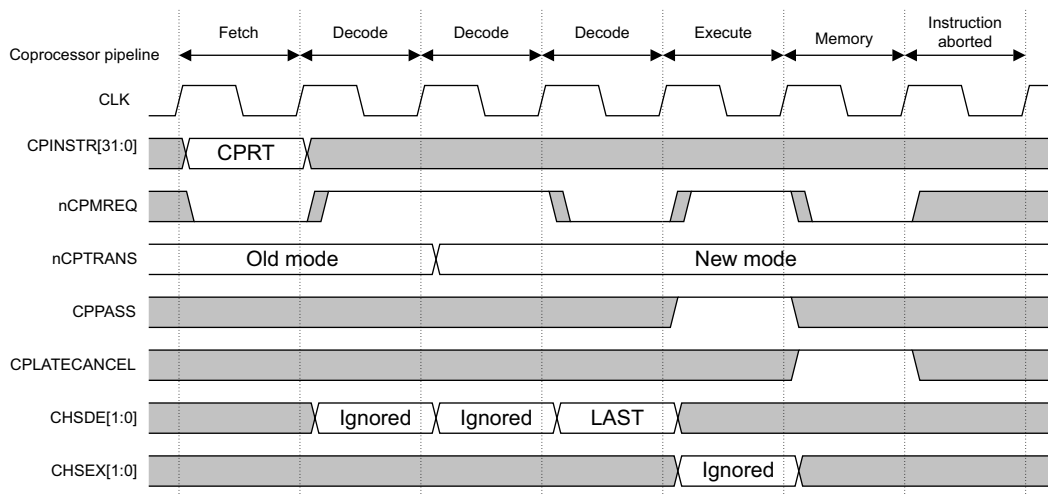 Coprocessor pipeline
Fetch
Decode
Decode
Decode
Execute
Memory
Instruction
aborted
CLK
CPINSTR[31:0]
CPRT
nCPMREQ
nCPTRANS
Old mode
New mode
CPPASS
CPLATECANCEL
CHSDE[1:0]
Ignored
Ignored
LAST
CHSEX[1:0]
Ignored